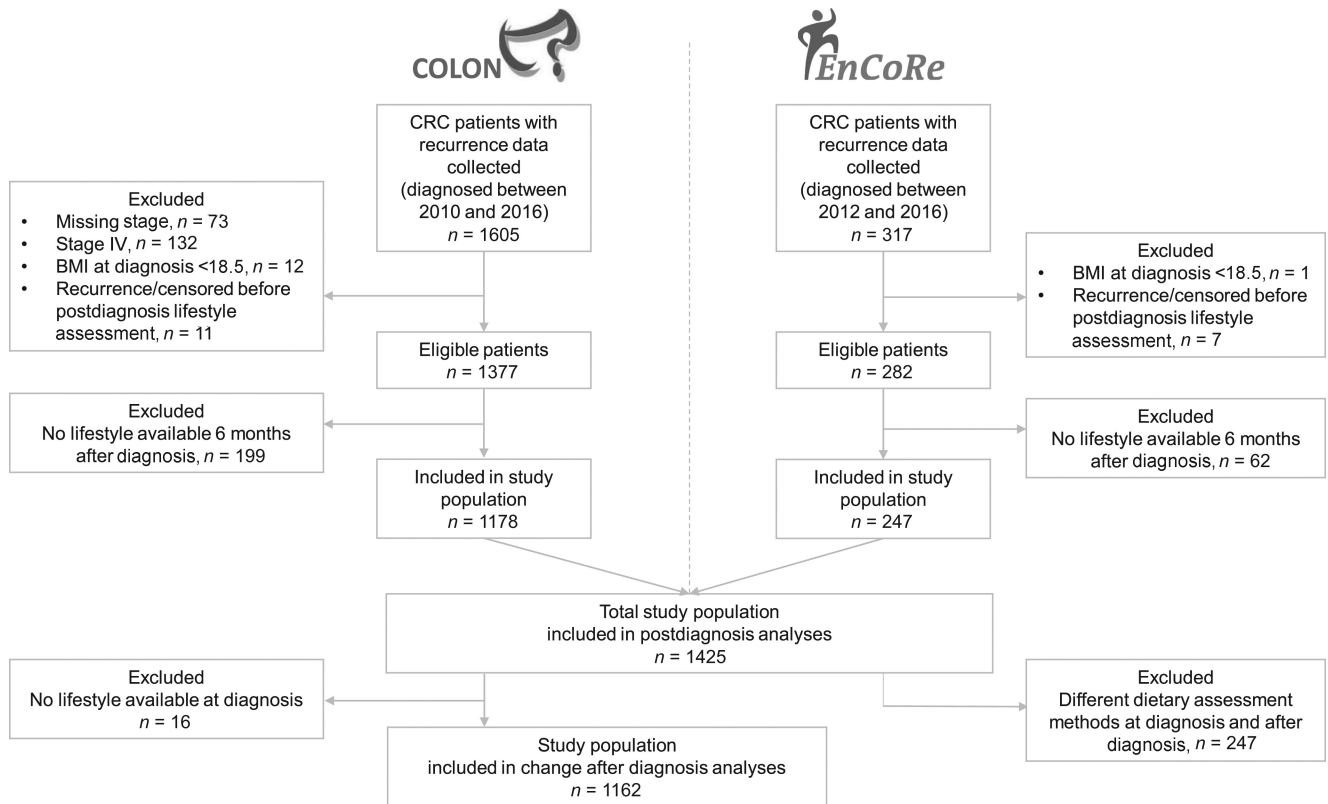 COLON
EnCoRe
CRC patients with
recurrence data
collected
(diagnosed between
2010 and 2016)
n = 1605
CRC patients with
recurrence data
collected
(diagnosed between
2012 and 2016)
n = 317
Excluded
• Missing stage, n = 73
• Stage IV, n = 132
• BMI at diagnosis <18.5, n = 12
• Recurrence/censored before
postdiagnosis lifestyle
assessment, n = 11
Excluded
• BMI at diagnosis <18.5, n = 1
• Recurrence/censored before
postdiagnosis lifestyle
assessment, n = 7
Eligible patients
n = 1377
Eligible patients
n = 282
Excluded
No lifestyle available 6 months
after diagnosis, n = 199
Excluded
No lifestyle available 6 months
after diagnosis, n = 62
Included in study
population
n = 1178
Included in study
population
n = 247
Total study population
included in postdiagnosis analyses
n = 1425
Excluded
No lifestyle available at diagnosis
n = 16
Excluded
Different dietary assessment
methods at diagnosis and after
diagnosis, n = 247
Study population
included in change after diagnosis analyses
n = 1162